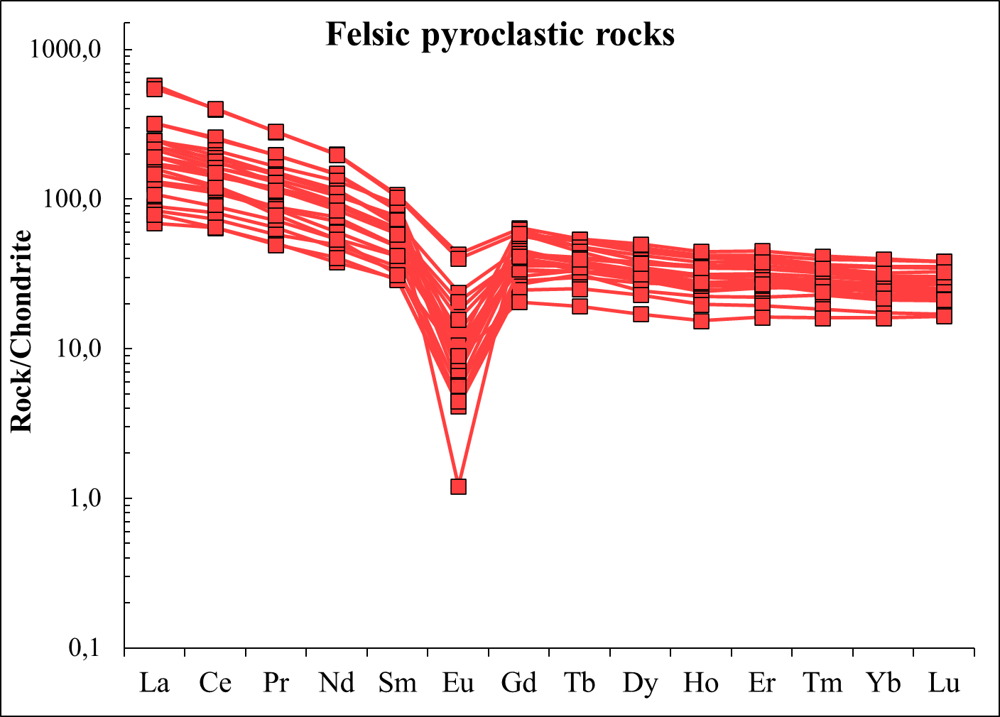 Felsic pyroclastic rocks
1000,0
100,0
10,0
1,0
0,1
Rock/Chondrite
La Ce Pr Nd Sm Eu Gd Tb Dy Ho Er Tm Yb Lu